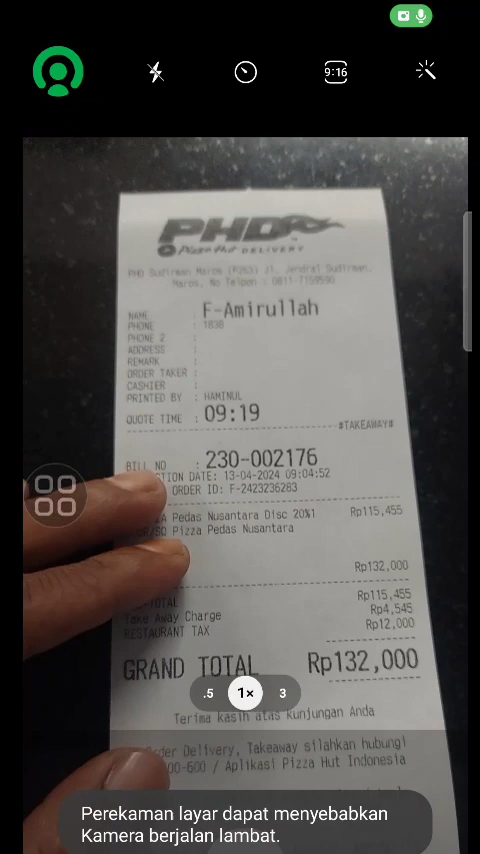 9:16
PHD
Pizza Hut DELIVERY
PHD Sudirman Maros (P263) Jl. Jendral Sudirman,
Maros. No Telpon : 0811-7159590
NAME : F-Amirullah
PHONE : 1830
PHONE 2 :
ADDRESS :
REMARK :
ORDER TAKER :
CASHIER :
PRINTED BY : HAMINUL
QUOTE TIME : 09:19
#TAKEAWAY#
BILL NO : 230-002176
TION DATE: 13-04-2024 09:04:52
ORDER ID: F-2423236283
Pedas Nusantara Disc 20%1 Rp115,455
Pizza Pedas Nusantara
Rp132,000
TOTAL Rp115,455
Take Away Charge Rp4,545
RESTAURANT TAX Rp12,000
GRAND TOTAL Rp132,000
.5 1× 3
Terima kasih atas kunjungan Anda
Order Delivery, Takeaway silahkan hubungi
00-600 / Aplikasi Pizza Hut Indonesia
Perekaman layar dapat menyebabkan
Kamera berjalan lambat.